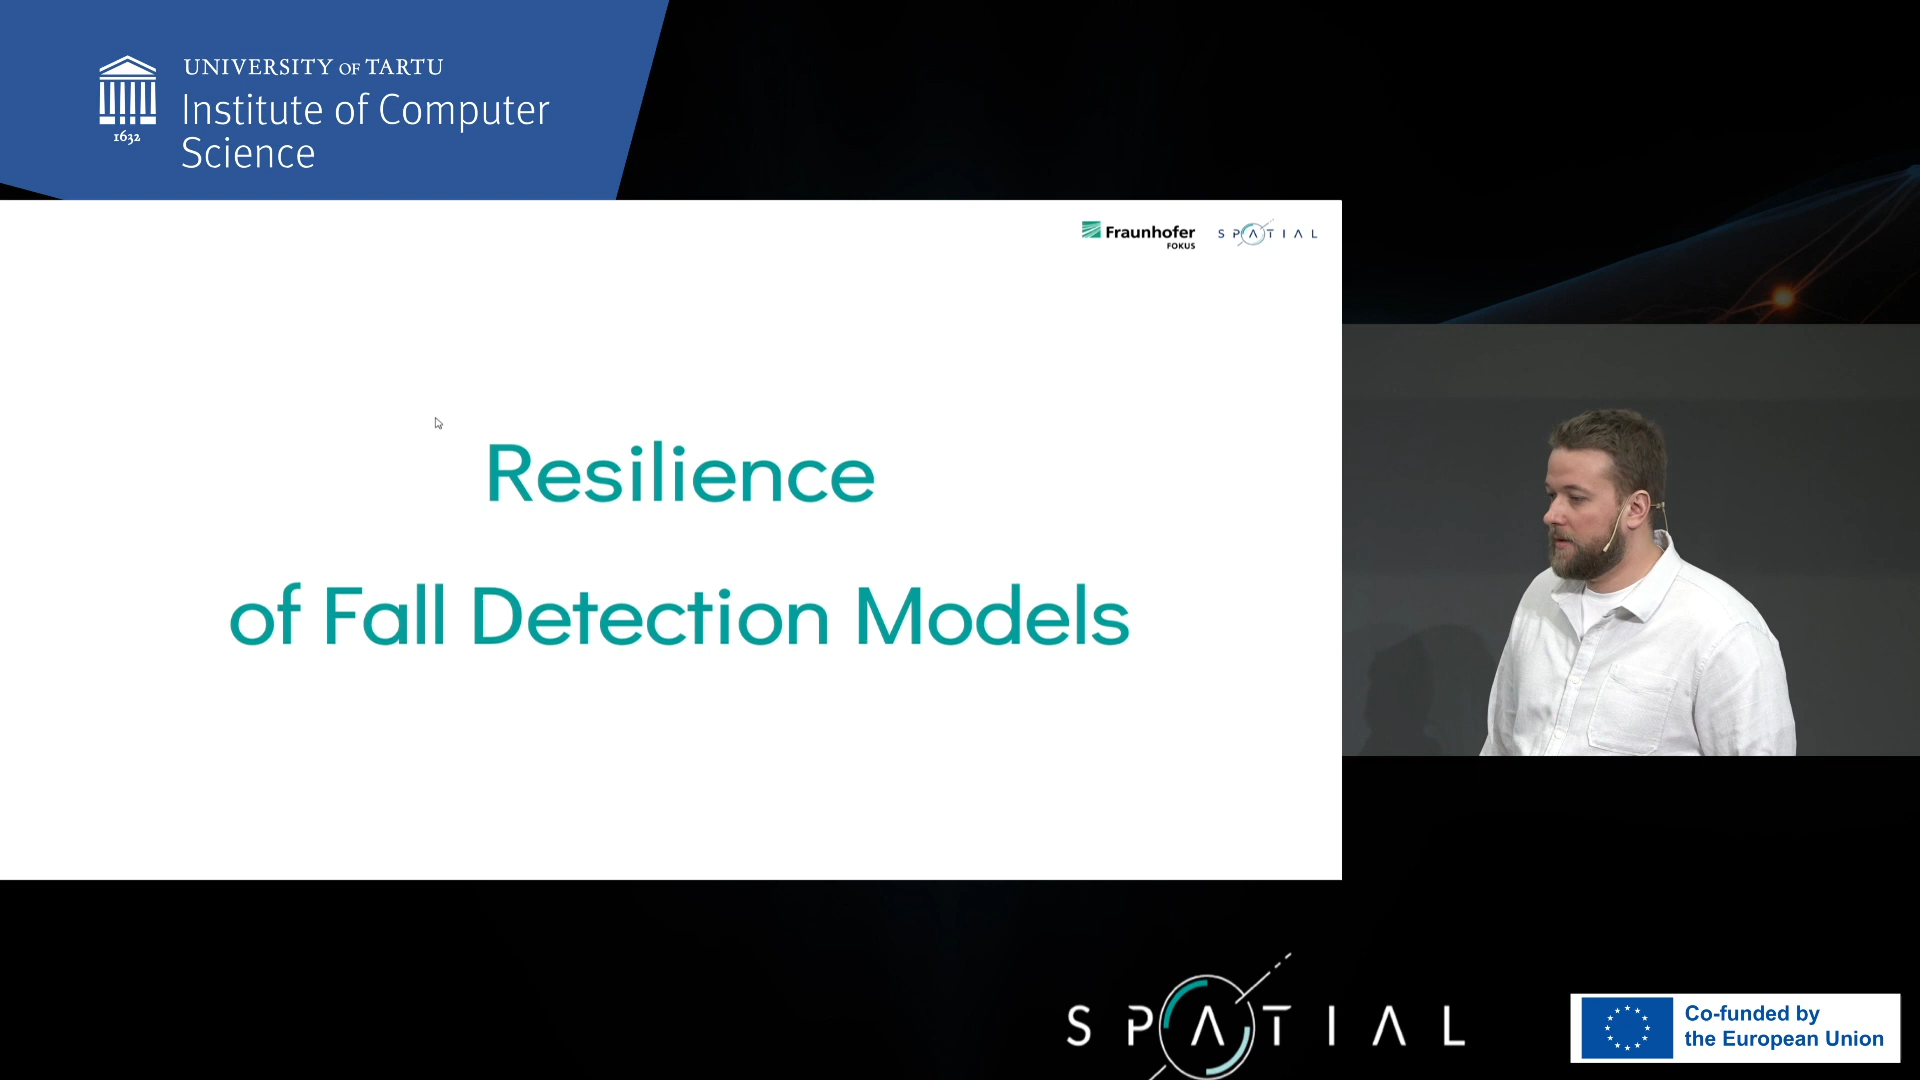 UNIVERSITY OF TARTU
Institute of Computer
Science
1632
Fraunhofer
FOKUS
SPATIAL
Resilience
of Fall Detection Models
SPATIAL
Co-funded by
the European Union